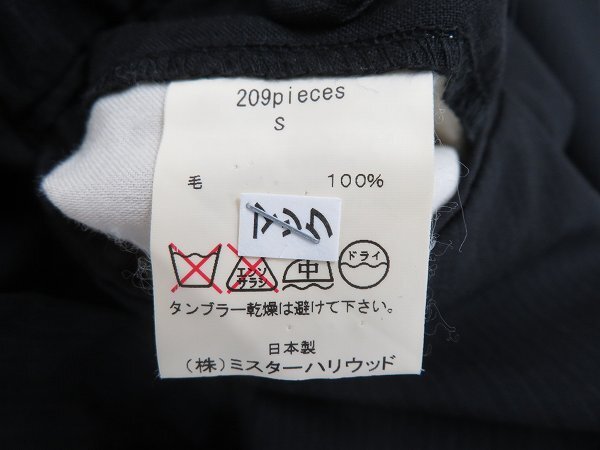 209pieces
S
毛 100%
エンソ
サラシ
中
ドライ
タンブラー乾燥は避けて下さい。
日本製
(株)ミスターハリウッド